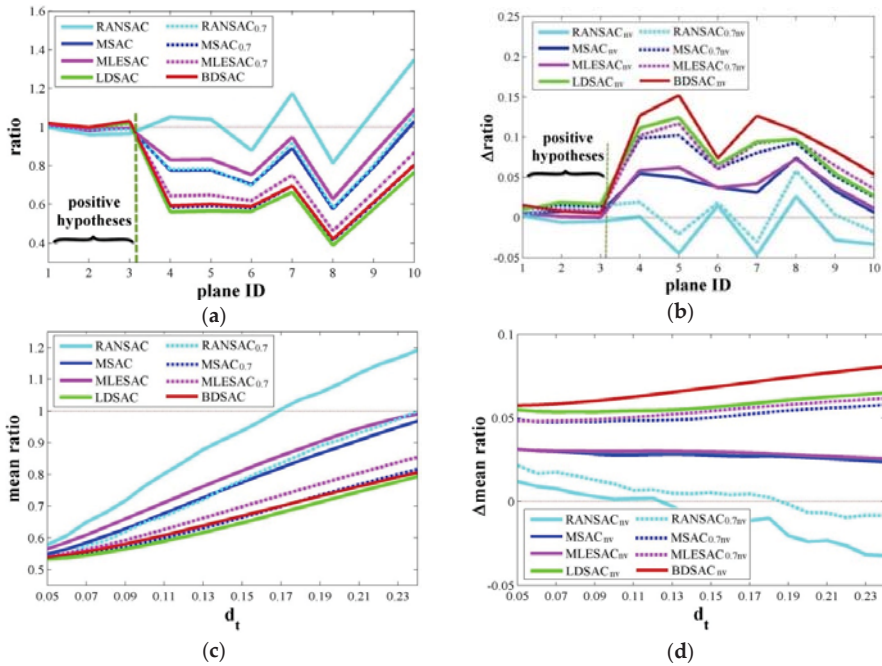 1.6
1.4
1.2
1
0.8
0.6
0.4
ratio
RANSAC
RANSAC0.7
MSAC
MSAC0.7
MLESAC
MLESAC0.7
LDSAC
BDSAC
positive
hypotheses
1 2 3 4 5 6 7 8 9 10
plane ID
(a)
0.25
0.2
0.15
0.1
0.05
0
-0.05
Δratio
RANSACnv
RANSAC0.7nv
MSACnv
MSAC0.7nv
MLESACnv
MLESAC0.7nv
LDSACnv
BDSACnv
positive
hypotheses
1 2 3 4 5 6 7 8 9 10
plane ID
(b)
1.2
1.1
1
0.9
0.8
0.7
0.6
0.5
mean ratio
RANSAC
RANSAC0.7
MSAC
MSAC0.7
MLESAC
MLESAC0.7
LDSAC
BDSAC
0.05 0.07 0.09 0.11 0.13 0.15 0.17 0.19 0.21 0.23
dt
(c)
0.1
0.05
0
-0.05
Δmean ratio
RANSACnv
RANSAC0.7nv
MSACnv
MSAC0.7nv
MLESACnv
MLESAC0.7nv
LDSACnv
BDSACnv
0.05 0.07 0.09 0.11 0.13 0.15 0.17 0.19 0.21 0.23
dt
(d)